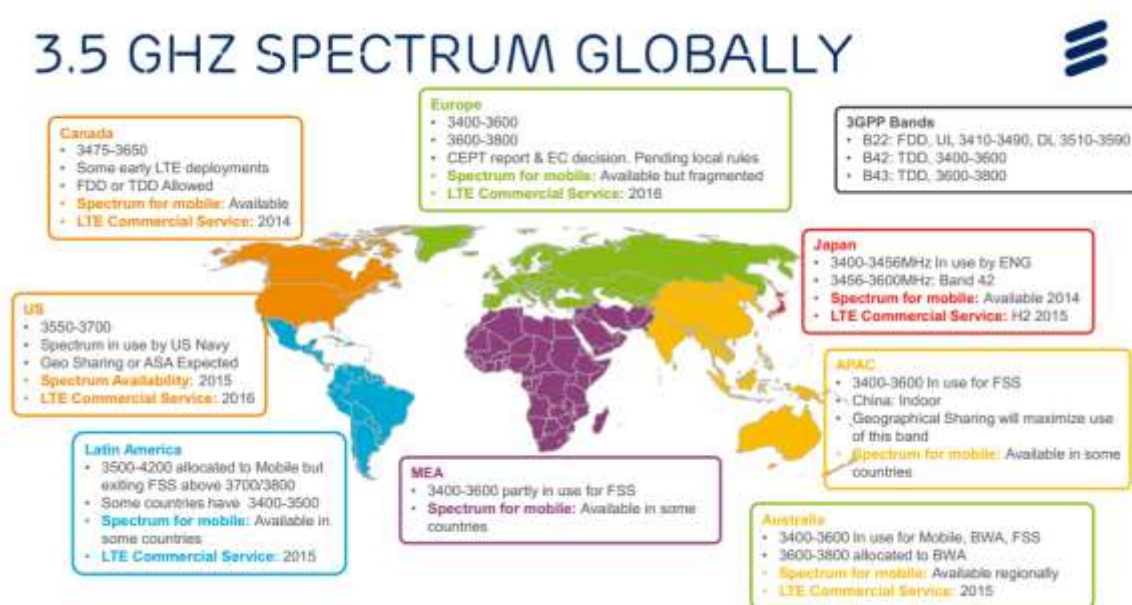 3.5 GHZ SPECTRUM GLOBALLY
Canada
• 3475-3650
• Some early LTE deployments
• FDD or TDD Allowed
• Spectrum for mobile: Available
• LTE Commercial Service: 2014
Europe
• 3400-3600
• 3600-3800
• CEPT report & EC decision. Pending local rules
• Spectrum for mobile: Available but fragmented
• LTE Commercial Service: 2016
3GPP Bands
• B22: FDD, UL 3410-3490, DL 3510-3590
• B42: TDD, 3400-3600
• B43: TDD, 3600-3800
Japan
• 3400-3456MHz In use by ENG
• 3456-3600MHz: Band 42
• Spectrum for mobile: Available 2014
• LTE Commercial Service: H2 2015
US
• 3550-3700
• Spectrum in use by US Navy
• Geo Sharing or ASA Expected
• Spectrum Availability: 2015
• LTE Commercial Service: 2016
APAC
• 3400-3600 In use for FSS
• China: Indoor
• Geographical Sharing will maximize use
of this band
• Spectrum for mobile: Available in some
countries
Latin America
• 3500-4200 allocated to Mobile but
exiting FSS above 3700/3800
• Some countries have 3400-3500
• Spectrum for mobile: Available in
some countries
• LTE Commercial Service: 2015
MEA
• 3400-3600 partly in use for FSS
• Spectrum for mobile: Available in some
countries
Australia
• 3400-3600 in use for Mobile, BWA, FSS
• 3600-3800 allocated to BWA
• Spectrum for mobile: Available regionally
• LTE Commercial Service: 2015